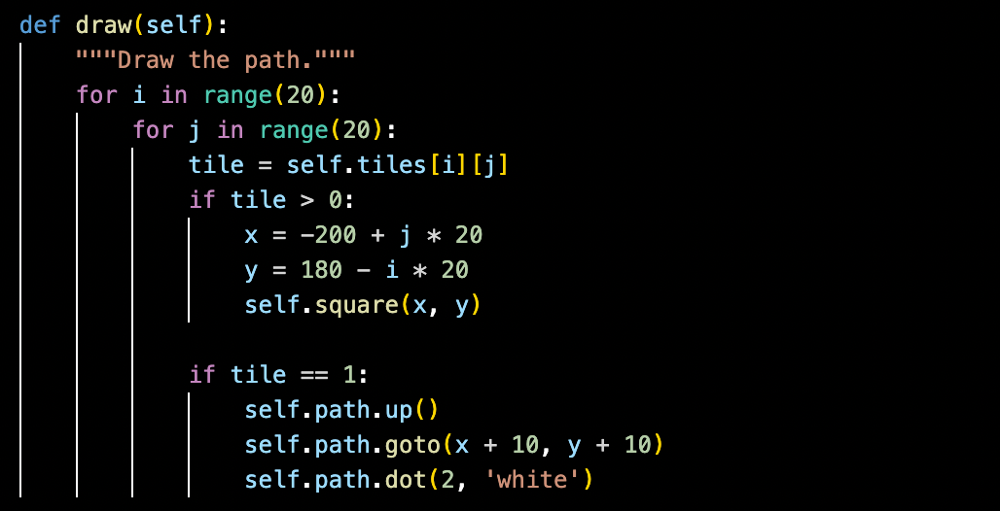 def draw(self):
    """Draw the path."""
    for i in range(20):
        for j in range(20):
            tile = self.tiles[i][j]
            if tile > 0:
                x = -200 + j * 20
                y = 180 - i * 20
                self.square(x, y)

            if tile == 1:
                self.path.up()
                self.path.goto(x + 10, y + 10)
                self.path.dot(2, 'white')